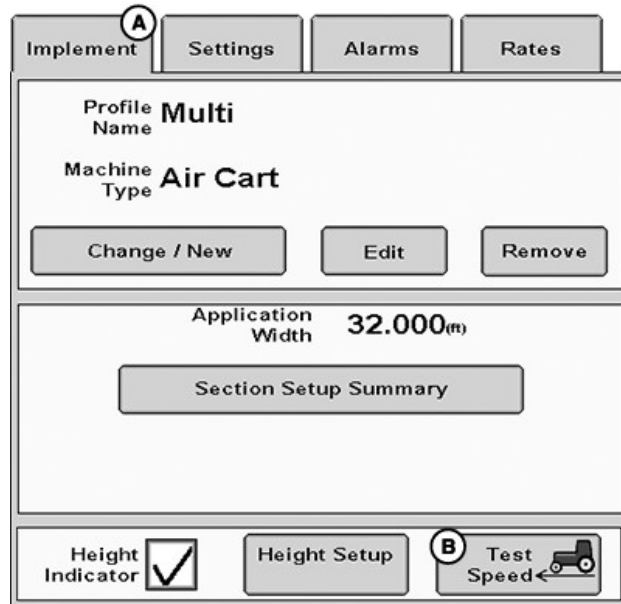 A
Implement Settings Alarms Rates
Profile
Name Multi
Machine
Type Air Cart
Change / New Edit Remove
Application
Width 32.000(ft)
Section Setup Summary
Height
Indicator
Height Setup
B
Test
Speed